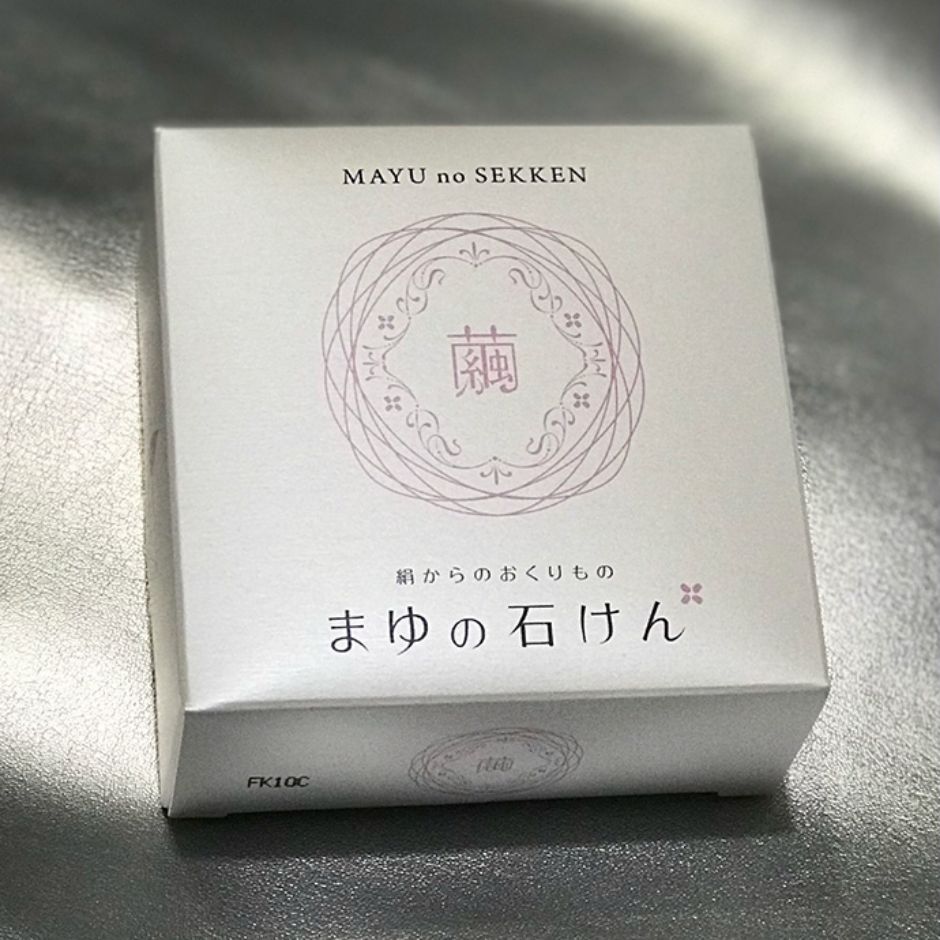 MAYU no SEKKEN
繭
絹からのおくりもの
まゆの石けん
FK10C
繭